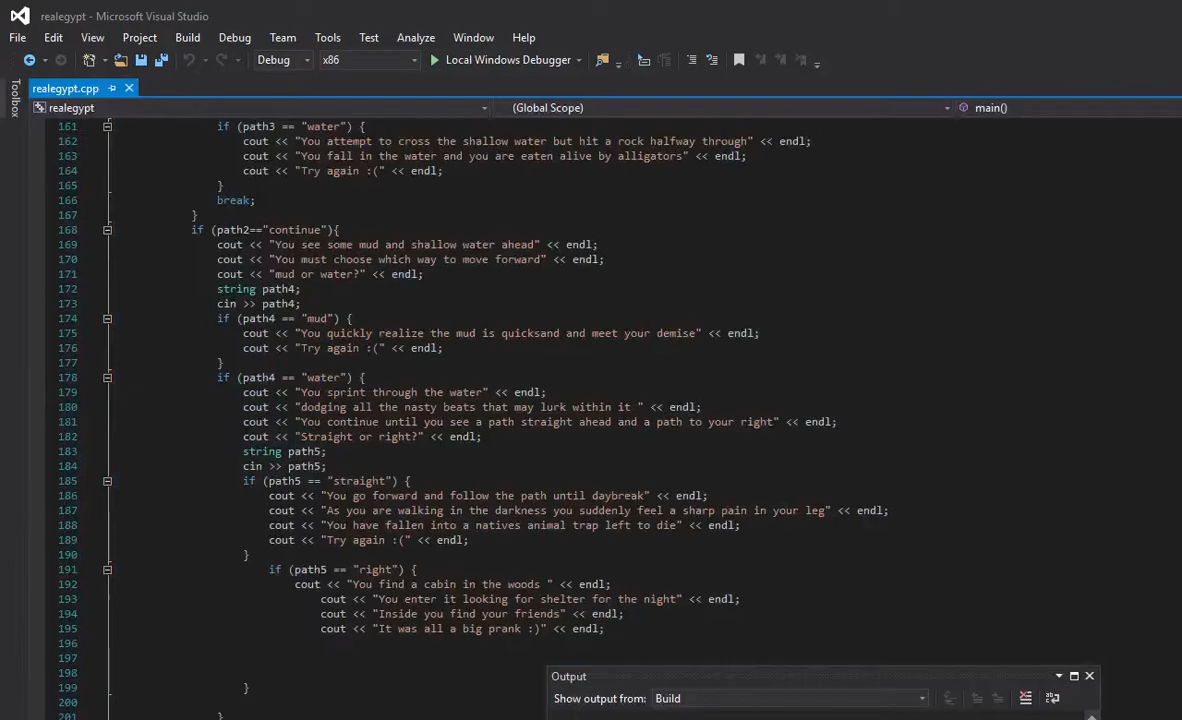 realegypt - Microsoft Visual Studio
File Edit View Project Build Debug Team Tools Test Analyze Window Help
Debug x86 Local Windows Debugger
Toolbox
realegypt.cpp
realegypt (Global Scope) main()
161 if (path3 == "water") {
162 cout << "You attempt to cross the shallow water but hit a rock halfway through" << endl;
163 cout << "You fall in the water and you are eaten alive by alligators" << endl;
164 cout << "Try again :(" << endl;
165 }
166 break;
167 }
168 if (path2=="continue"){
169 cout << "You see some mud and shallow water ahead" << endl;
170 cout << "You must choose which way to move forward" << endl;
171 cout << "mud or water?" << endl;
172 string path4;
173 cin >> path4;
174 if (path4 == "mud") {
175 cout << "You quickly realize the mud is quicksand and meet your demise" << endl;
176 cout << "Try again :(" << endl;
177 }
178 if (path4 == "water") {
179 cout << "You sprint through the water" << endl;
180 cout << "dodging all the nasty beats that may lurk within it " << endl;
181 cout << "You continue until you see a path straight ahead and a path to your right" << endl;
182 cout << "Straight or right?" << endl;
183 string path5;
184 cin >> path5;
185 if (path5 == "straight") {
186 cout << "You go forward and follow the path until daybreak" << endl;
187 cout << "As you are walking in the darkness you suddenly feel a sharp pain in your leg" << endl;
188 cout << "You have fallen into a natives animal trap left to die" << endl;
189 cout << "Try again :(" << endl;
190 }
191 if (path5 == "right") {
192 cout << "You find a cabin in the woods " << endl;
193 cout << "You enter it looking for shelter for the night" << endl;
194 cout << "Inside you find your friends" << endl;
195 cout << "It was all a big prank :)" << endl;
196
197
198
199 }
200
201 }
Output
Show output from: Build